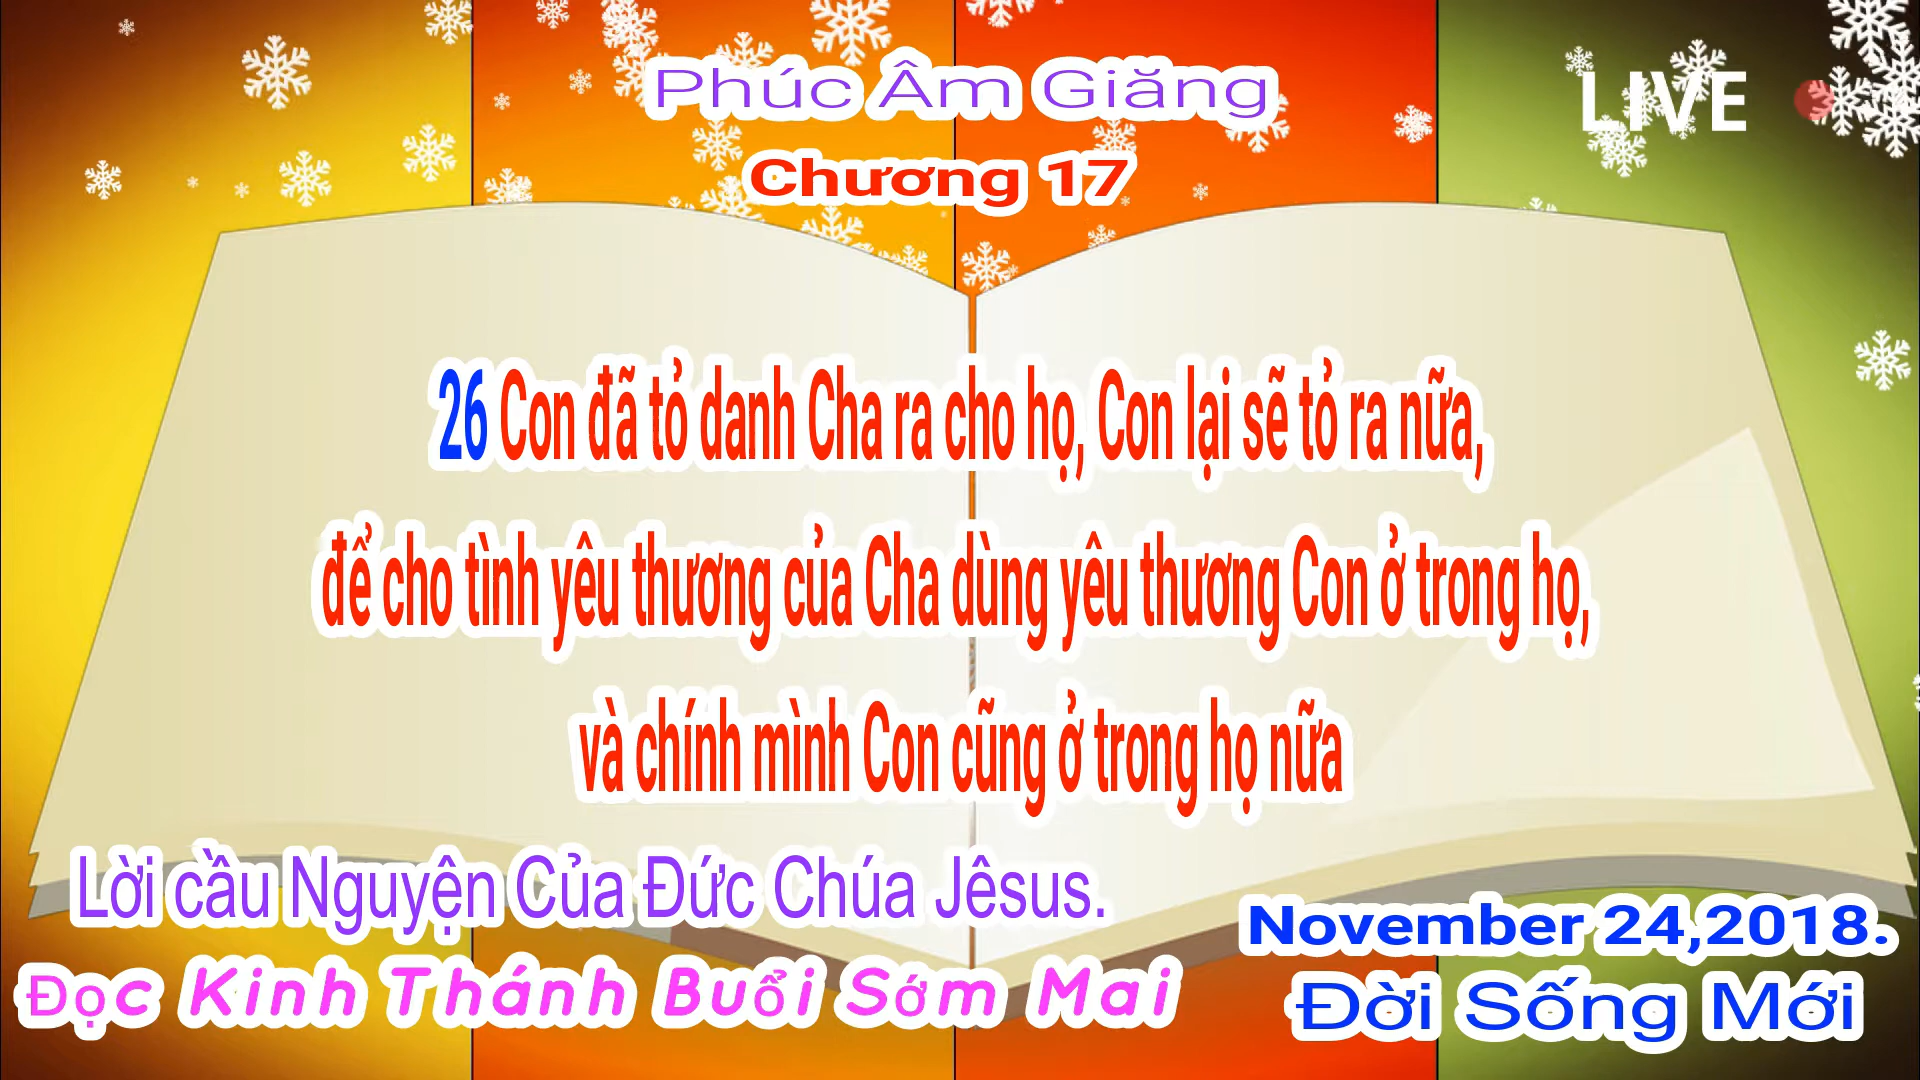 Phúc Âm Giăng
LIVE
Chương 17
26 Con đã tỏ danh Cha ra cho họ, Con lại sẽ tỏ ra nữa,
để cho tình yêu thương của Cha dùng yêu thương Con ở trong họ,
và chính mình Con cũng ở trong họ nữa
Lời cầu Nguyện Của Đức Chúa Jêsus.
November 24,2018.
Đọc Kinh Thánh Buổi Sớm Mai
Đời Sống Mới